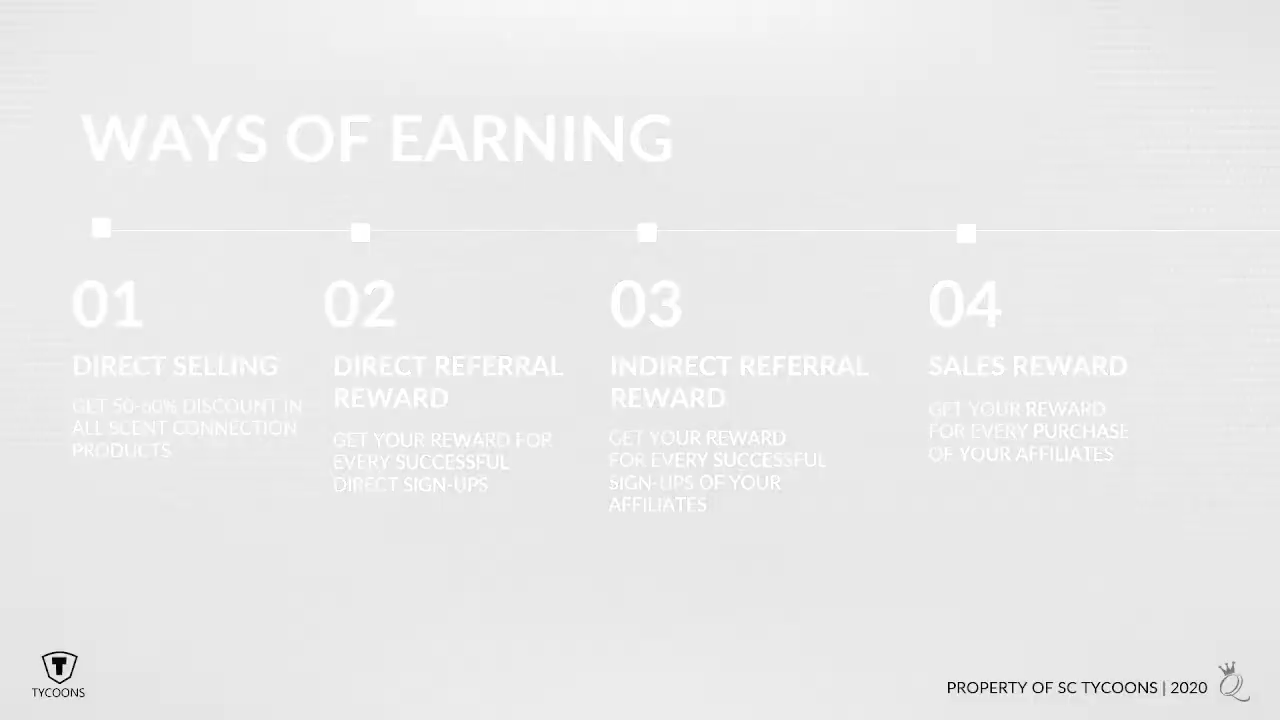 WAYS OF EARNING
01
DIRECT SELLING
GET 50-60% DISCOUNT IN
ALL SCENT CONNECTION
PRODUCTS
02
DIRECT REFERRAL
REWARD
GET YOUR REWARD FOR
EVERY SUCCESSFUL
DIRECT SIGN-UPS
03
INDIRECT REFERRAL
REWARD
GET YOUR REWARD
FOR EVERY SUCCESSFUL
SIGN-UPS OF YOUR
AFFILIATES
04
SALES REWARD
GET YOUR REWARD
FOR EVERY PURCHASE
OF YOUR AFFILIATES
T
TYCOONS
PROPERTY OF SC TYCOONS | 2020
Q